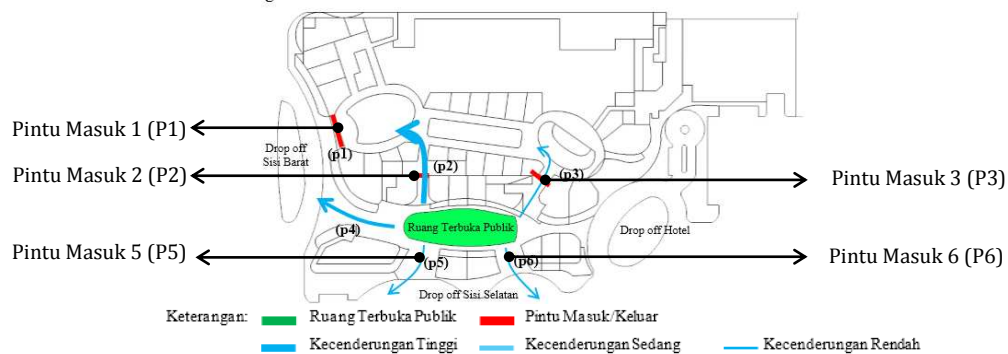 Pintu Masuk 1 (P1)
Drop off
Sisi Barat
(p1)
(p2)
(p3)
Pintu Masuk 2 (P2)
Pintu Masuk 3 (P3)
(p4)
Ruang Terbuka Publik
Drop off Hotel
Pintu Masuk 5 (P5)
(p5)
(p6)
Pintu Masuk 6 (P6)
Drop off Sisi Selatan
Keterangan:
Ruang Terbuka Publik
Pintu Masuk/Keluar
Kecenderungan Tinggi
Kecenderungan Sedang
Kecenderungan Rendah